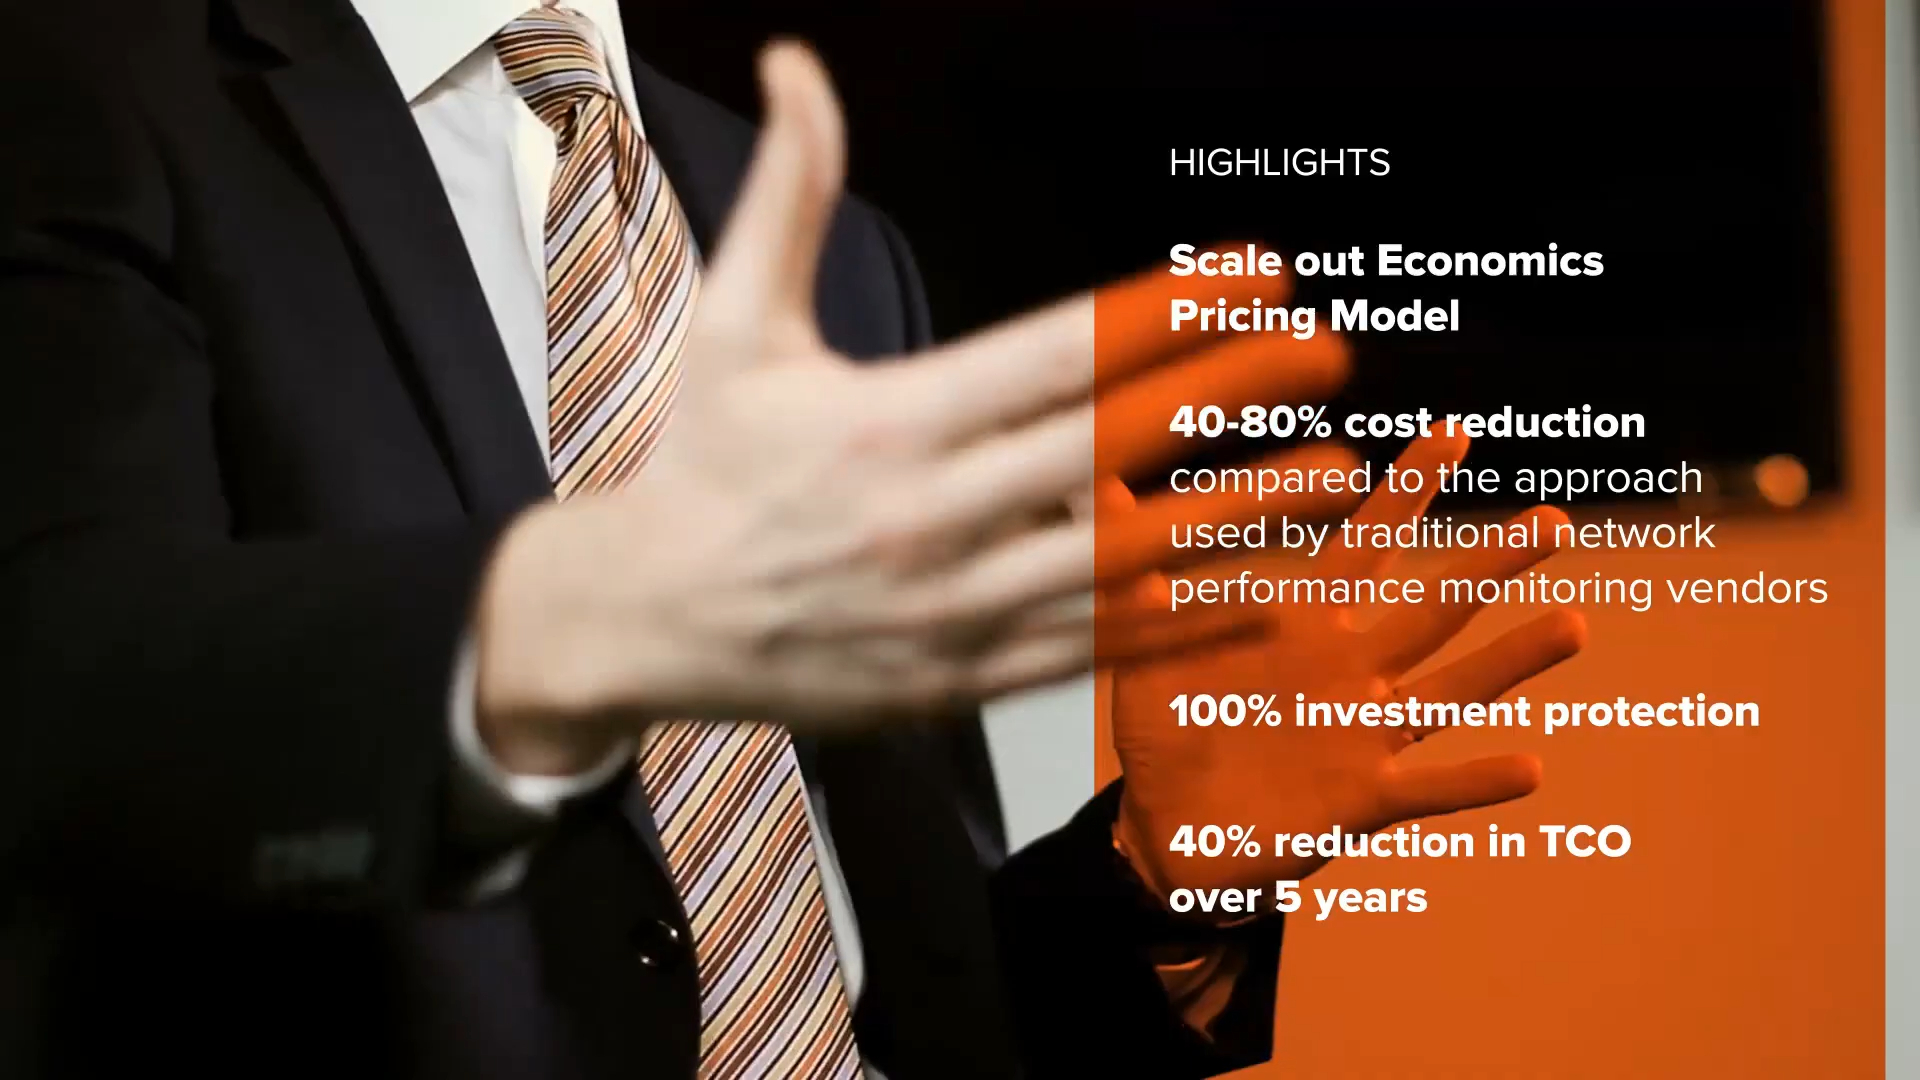 HIGHLIGHTS
Scale out Economics
Pricing Model
40-80% cost reduction
compared to the approach
used by traditional network
performance monitoring vendors
100% investment protection
40% reduction in TCO
over 5 years